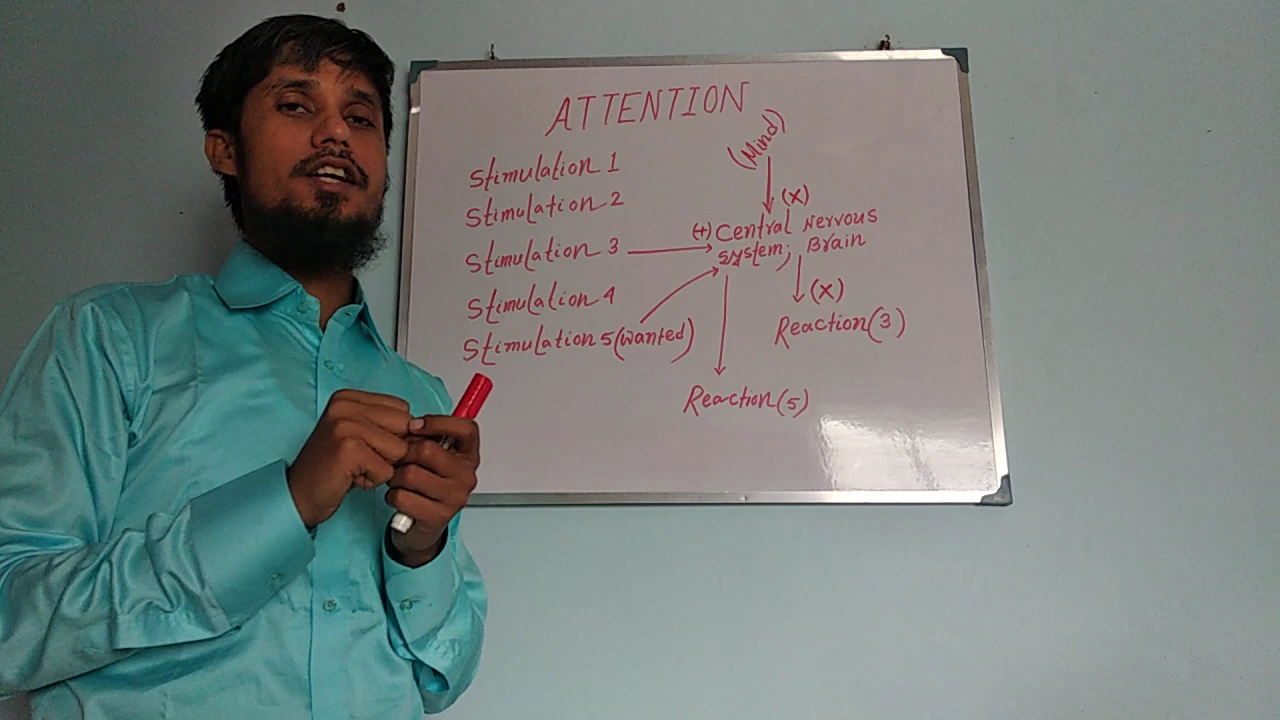 ATTENTION
(Mind)
Stimulation 1
Stimulation 2
(x)
Stimulation 3
(+) Central Nervous
system; Brain
Stimulation 4
(x)
Stimulation 5 (wanted)
Reaction (3)
Reaction (5)